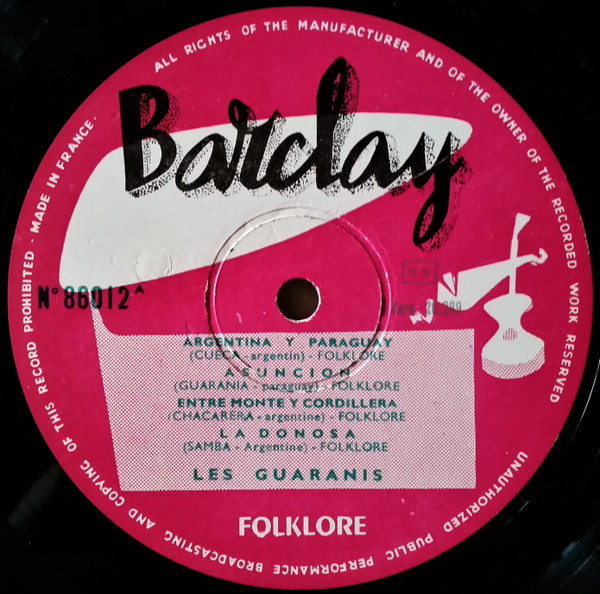 MADE IN FRANCE · ALL RIGHTS OF THE MANUFACTURER AND OF THE OWNER OF THE RECORDED WORK RESERVED
UNAUTHORIZED PUBLIC PERFORMANCE BROADCASTING AND COPYING OF THIS RECORD PROHIBITED ·
Barclay
N° 86012 A
ARGENTINA Y PARAGUAY
(CUECA - argentin) - FOLKLORE
ASUNCION
(GUARANIA - paraguay) - FOLKLORE
ENTRE MONTE Y CORDILLERA
(CHACARERA - argentine) - FOLKLORE
LA DONOSA
(SAMBA - Argentine) - FOLKLORE
LES GUARANIS
FOLKLORE